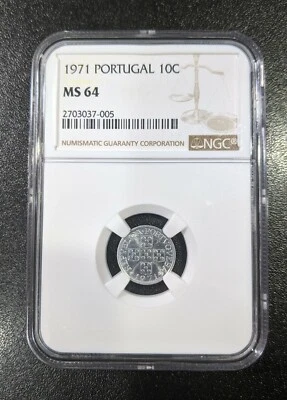 1971 PORTUGAL 10C
MS 64
2703037-005
NUMISMATIC GUARANTY CORPORATION
NGC